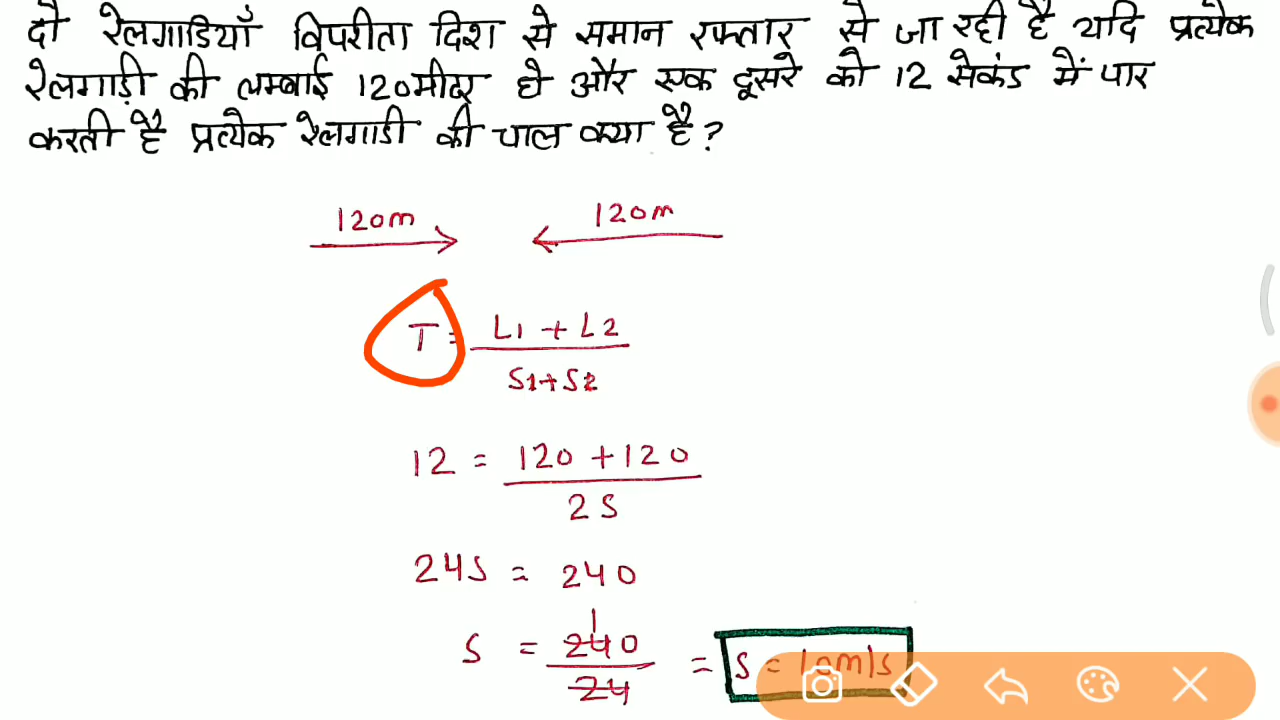 दो रेलगाडियाँ विपरीता दिश से समान रफ्तार से जा रही है यदि प्रत्येक
रेलगाड़ी की लम्बाई 120मीटर है और एक दूसरे को 12 सेकंड में पार
करती है प्रत्येक रेलगाडी की चाल क्या है?
120m 120m
T = L1 + L2
S1+S2
12 = 120 +120
2S
24S = 240
1
S = 240 = S = 10m/s
24